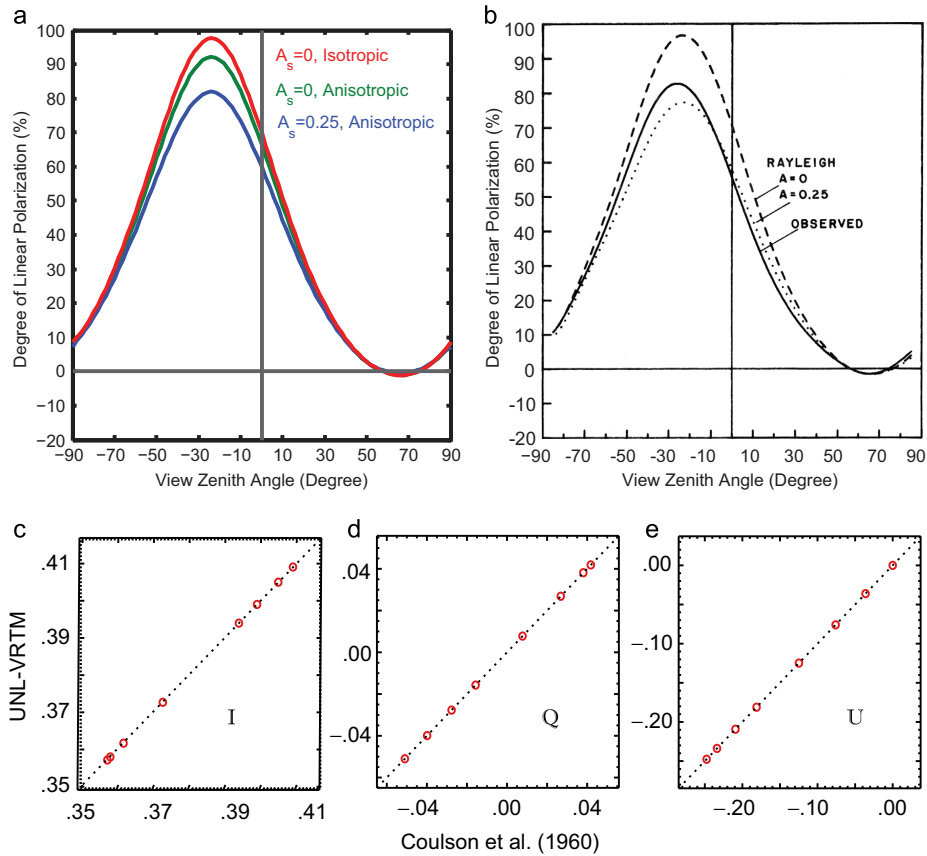 a
100
90
80
70
60
50
40
30
20
10
0
−10
−20
Degree of Linear Polarization (%)
A_s=0, Isotropic
A_s=0, Anisotropic
A_s=0.25, Anisotropic
−90 −70 −50 −30 −10 10 30 50 70 90
View Zenith Angle (Degree)
b
100
90
80
70
60
50
40
30
20
10
0
-10
-20
Degree of Linear Polarization (%)
RAYLEIGH
A=0
A=0.25
OBSERVED
-90 -70 -50 -30 -10 10 30 50 70 90
View Zenith Angle (Degree)
c
.41
.39
.37
.35
UNL-VRTM
I
.35 .37 .39 .41
d
.04
.00
−.04
Q
−.04 .00 .04
e
.00
−.10
−.20
U
−.20 −.10 .00
Coulson et al. (1960)